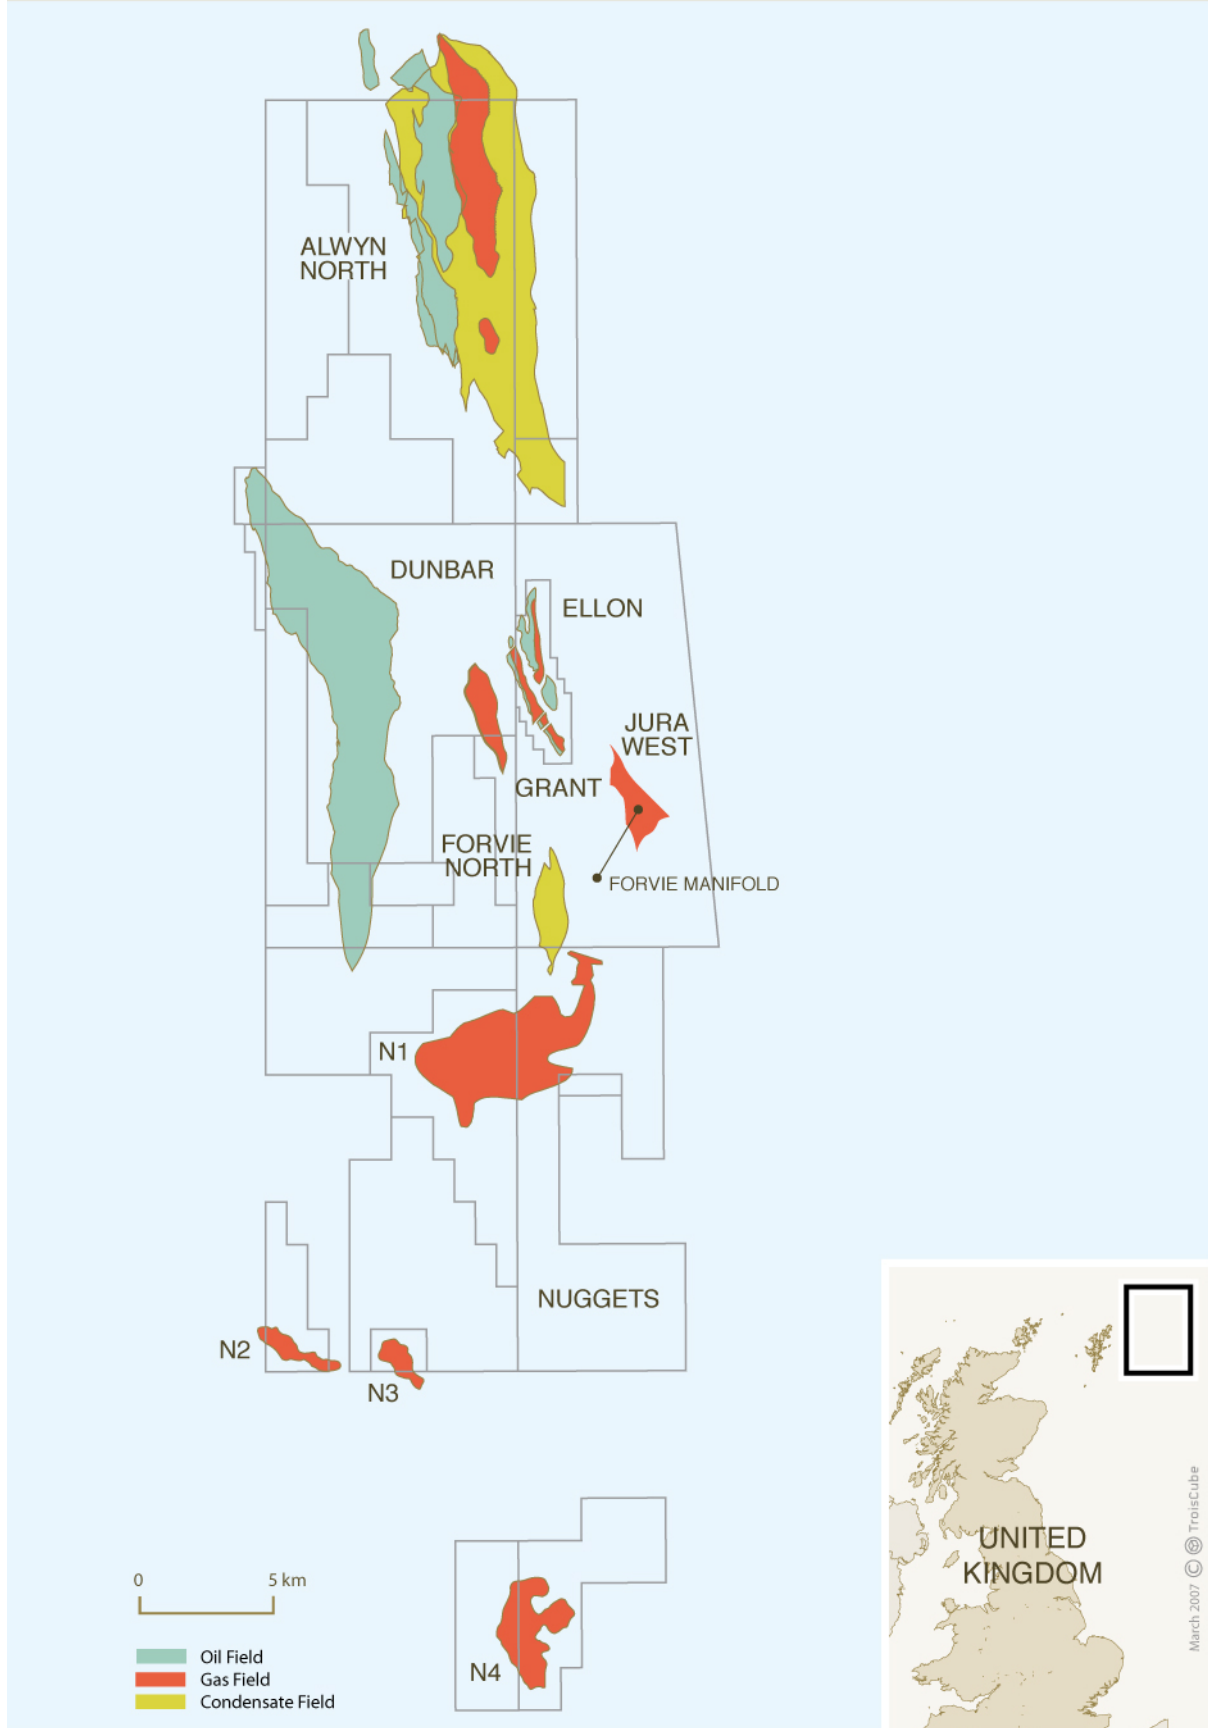 ALWYN
NORTH
DUNBAR
ELLON
JURA
WEST
GRANT
FORVIE
NORTH
FORVIE MANIFOLD
N1
NUGGETS
N2
N3
N4
0 5 km
Oil Field
Gas Field
Condensate Field
UNITED
KINGDOM
March 2007 © TroisCube